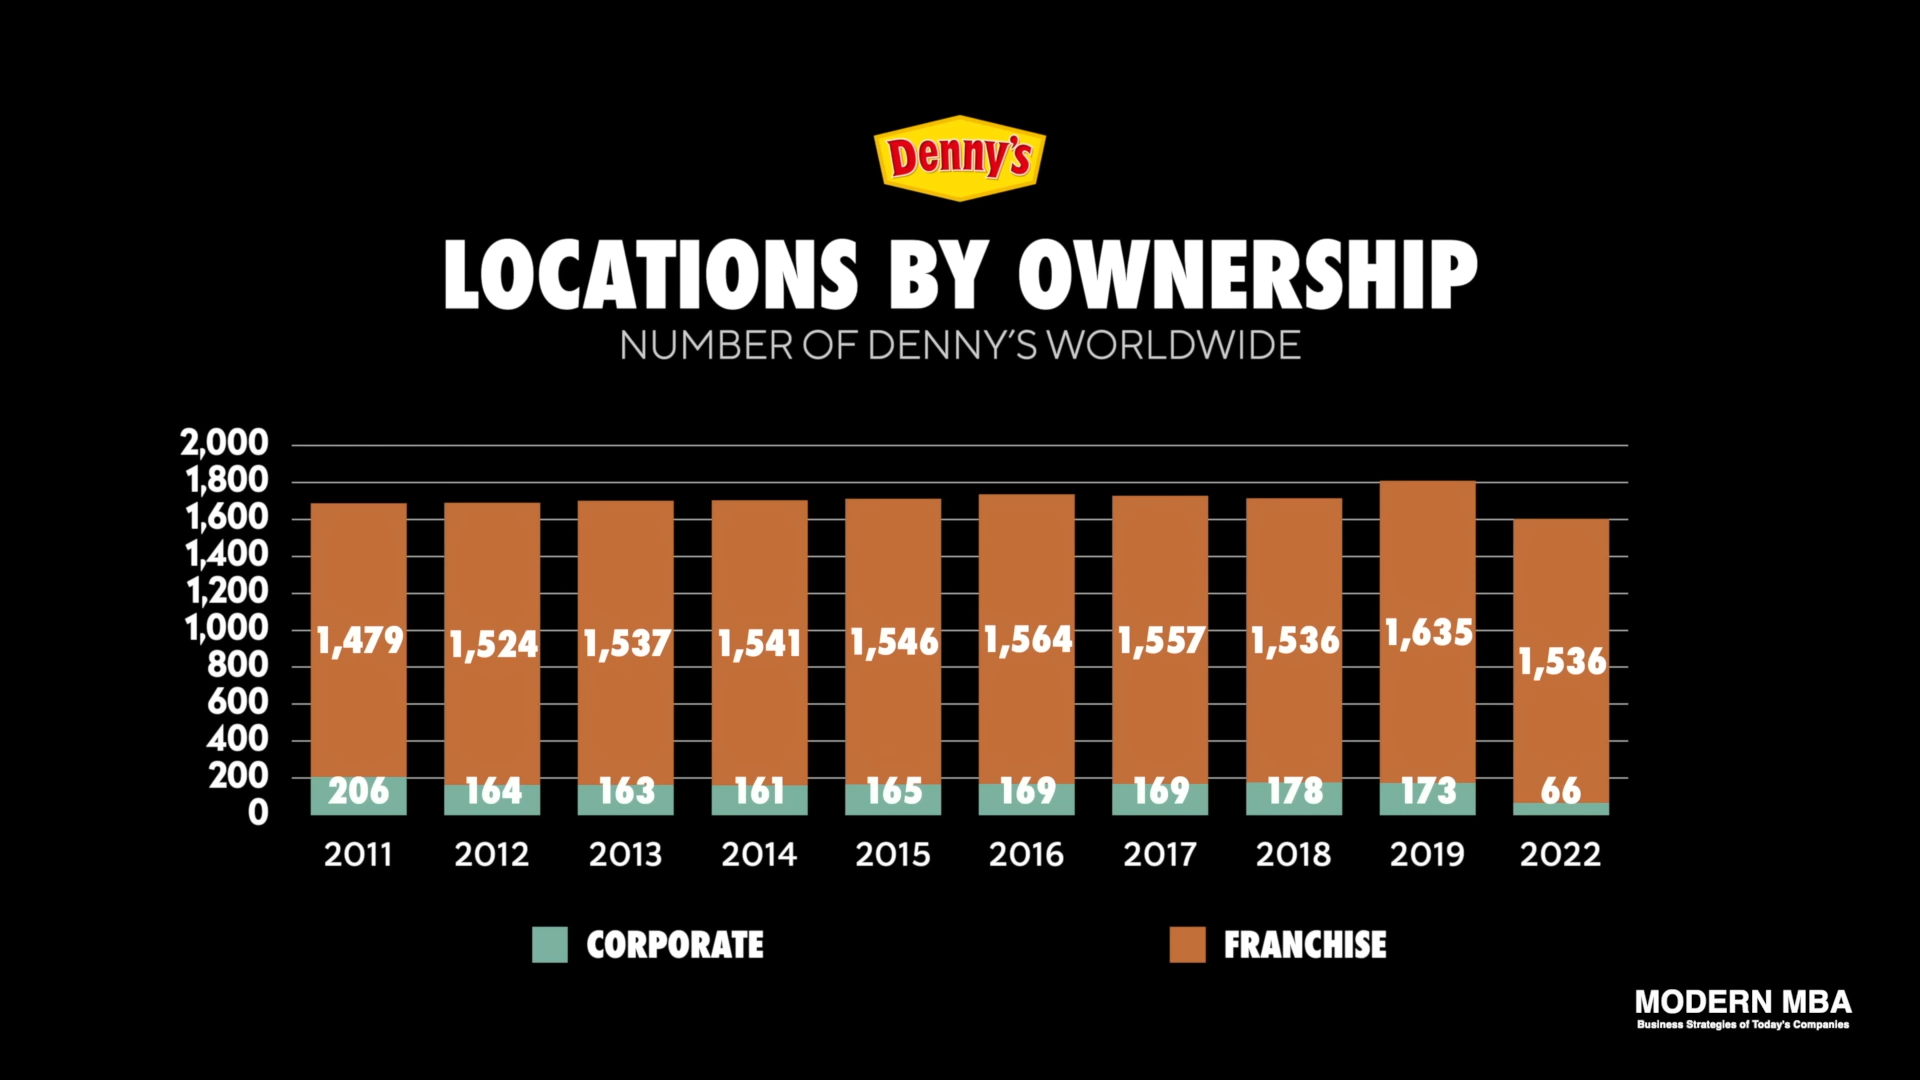 Denny's
LOCATIONS BY OWNERSHIP
NUMBER OF DENNY'S WORLDWIDE
2,000
1,800
1,600
1,400
1,200
1,000
800
600
400
200
0
1,479 1,524 1,537 1,541 1,546 1,564 1,557 1,536 1,635 1,536
206 164 163 161 165 169 169 178 173 66
2011 2012 2013 2014 2015 2016 2017 2018 2019 2022
CORPORATE FRANCHISE
MODERN MBA
Business Strategies of Today's Companies